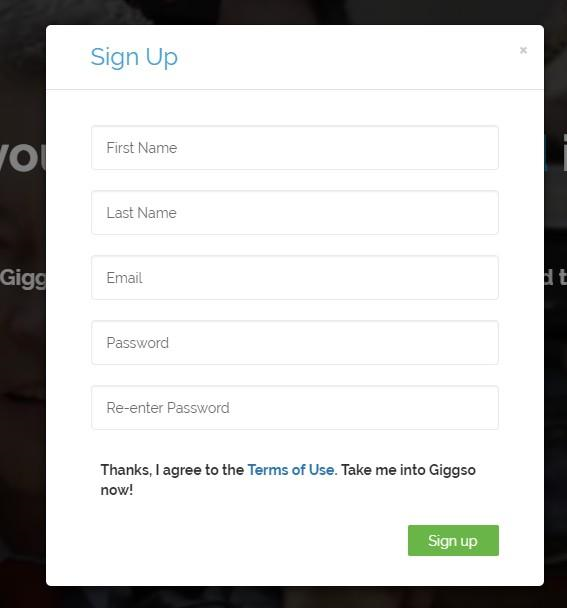 Sign Up
×
you
i
Gigg
d t
First Name
Last Name
Email
Password
Re-enter Password
Thanks, I agree to the Terms of Use. Take me into Giggso
now!
Sign up